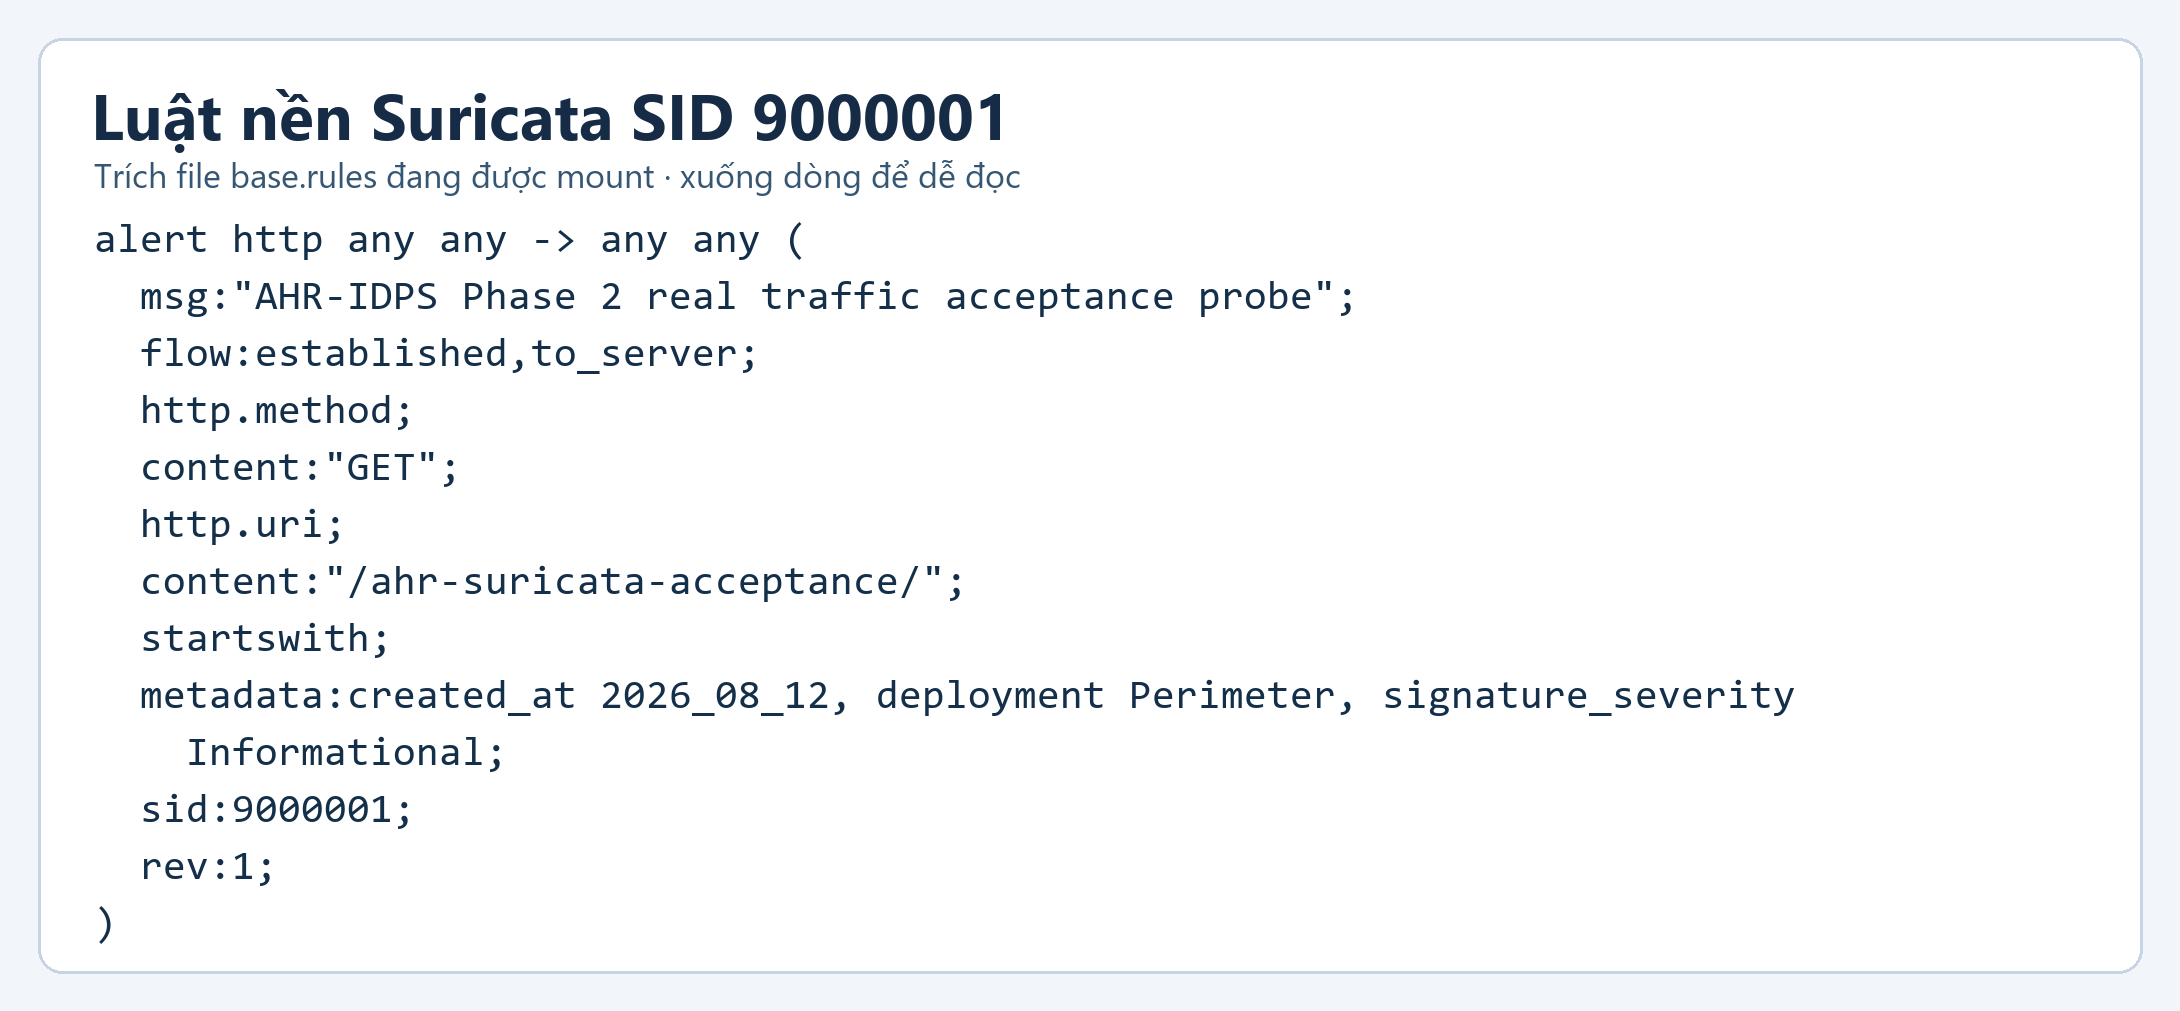 Luật nền Suricata SID 9000001
Trích file base.rules đang được mount · xuống dòng để dễ đọc
alert http any any -> any any (
  msg:"AHR-IDPS Phase 2 real traffic acceptance probe";
  flow:established,to_server;
  http.method;
  content:"GET";
  http.uri;
  content:"/ahr-suricata-acceptance/";
  startswith;
  metadata:created_at 2026_08_12, deployment Perimeter, signature_severity
    Informational;
  sid:9000001;
  rev:1;
)